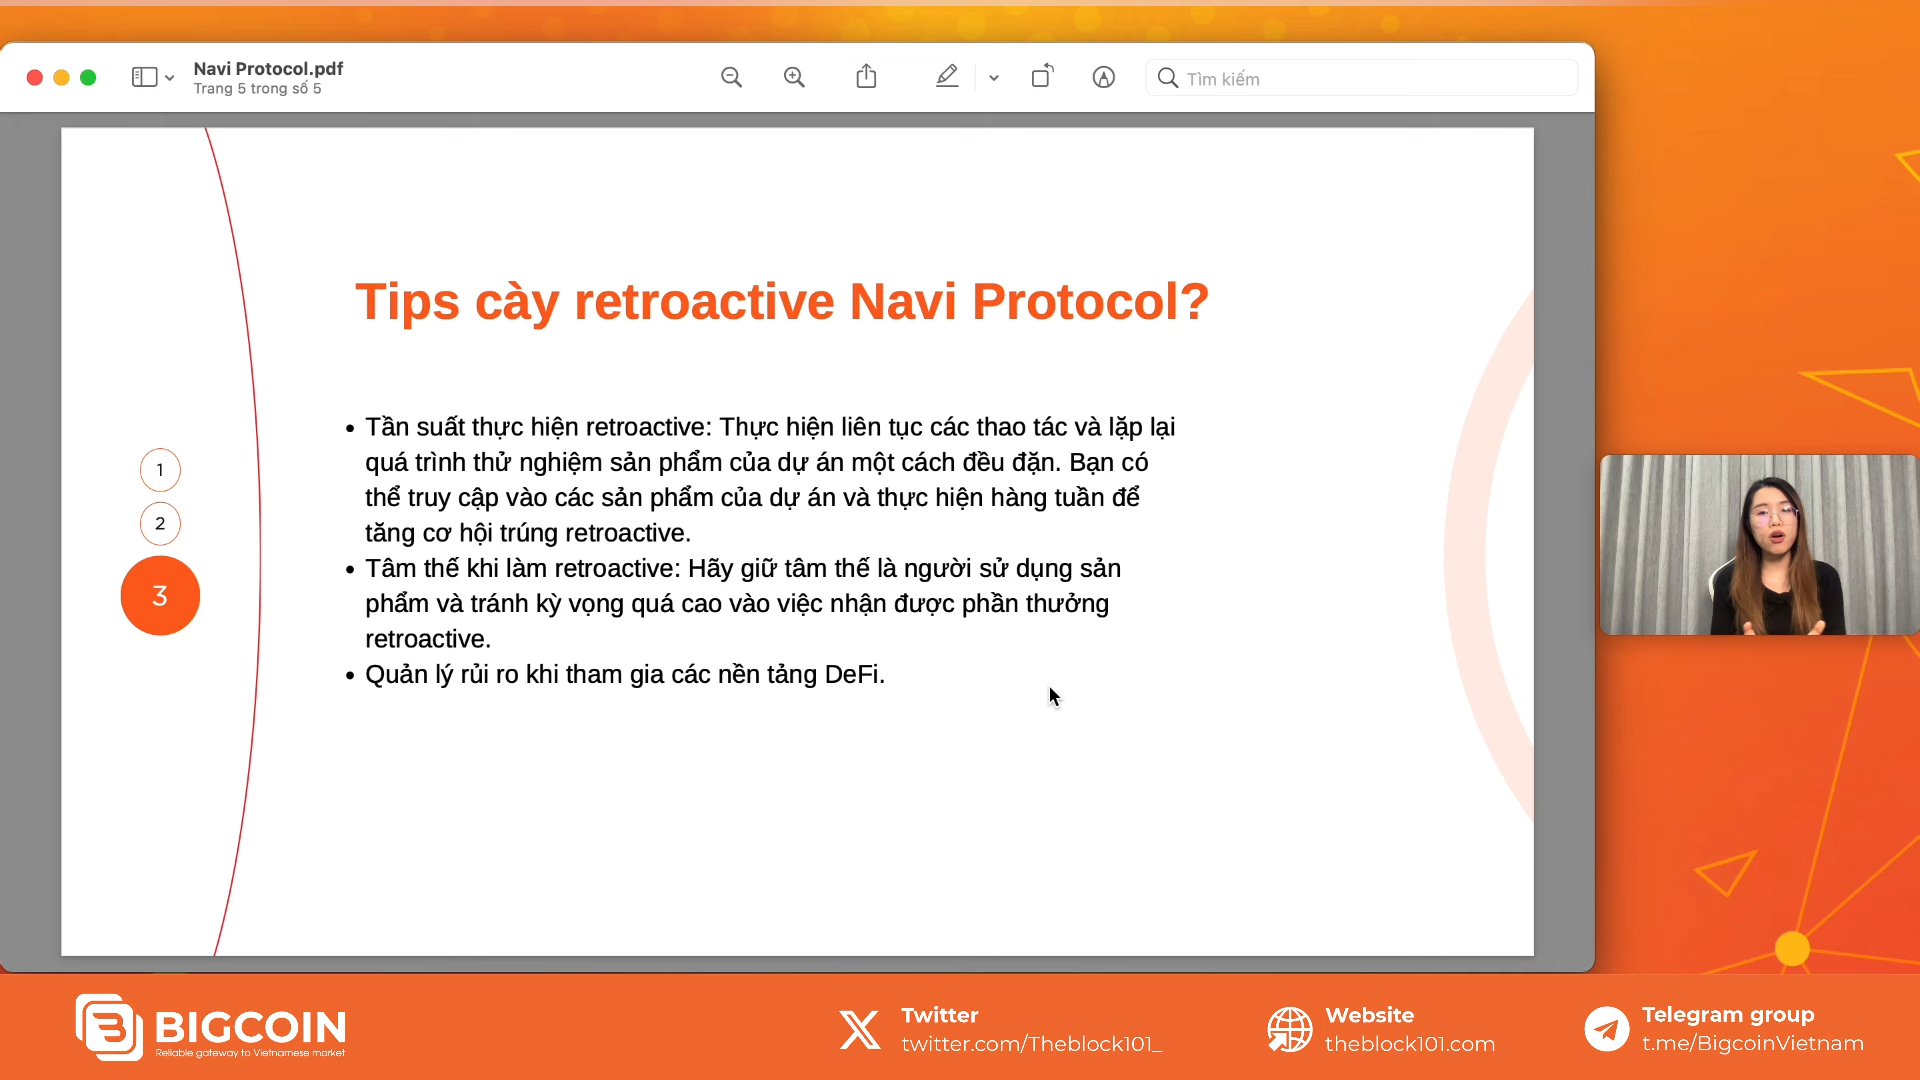 Navi Protocol.pdf
Trang 5 trong số 5
Tìm kiếm
Tips cày retroactive Navi Protocol?
• Tần suất thực hiện retroactive: Thực hiện liên tục các thao tác và lặp lại
quá trình thử nghiệm sản phẩm của dự án một cách đều đặn. Bạn có
thể truy cập vào các sản phẩm của dự án và thực hiện hàng tuần để
tăng cơ hội trúng retroactive.
• Tâm thế khi làm retroactive: Hãy giữ tâm thế là người sử dụng sản
phẩm và tránh kỳ vọng quá cao vào việc nhận được phần thưởng
retroactive.
• Quản lý rủi ro khi tham gia các nền tảng DeFi.
1
2
3
BIGCOIN
Reliable gateway to Vietnamese market
Twitter
twitter.com/Theblock101_
Website
theblock101.com
Telegram group
t.me/BigcoinVietnam